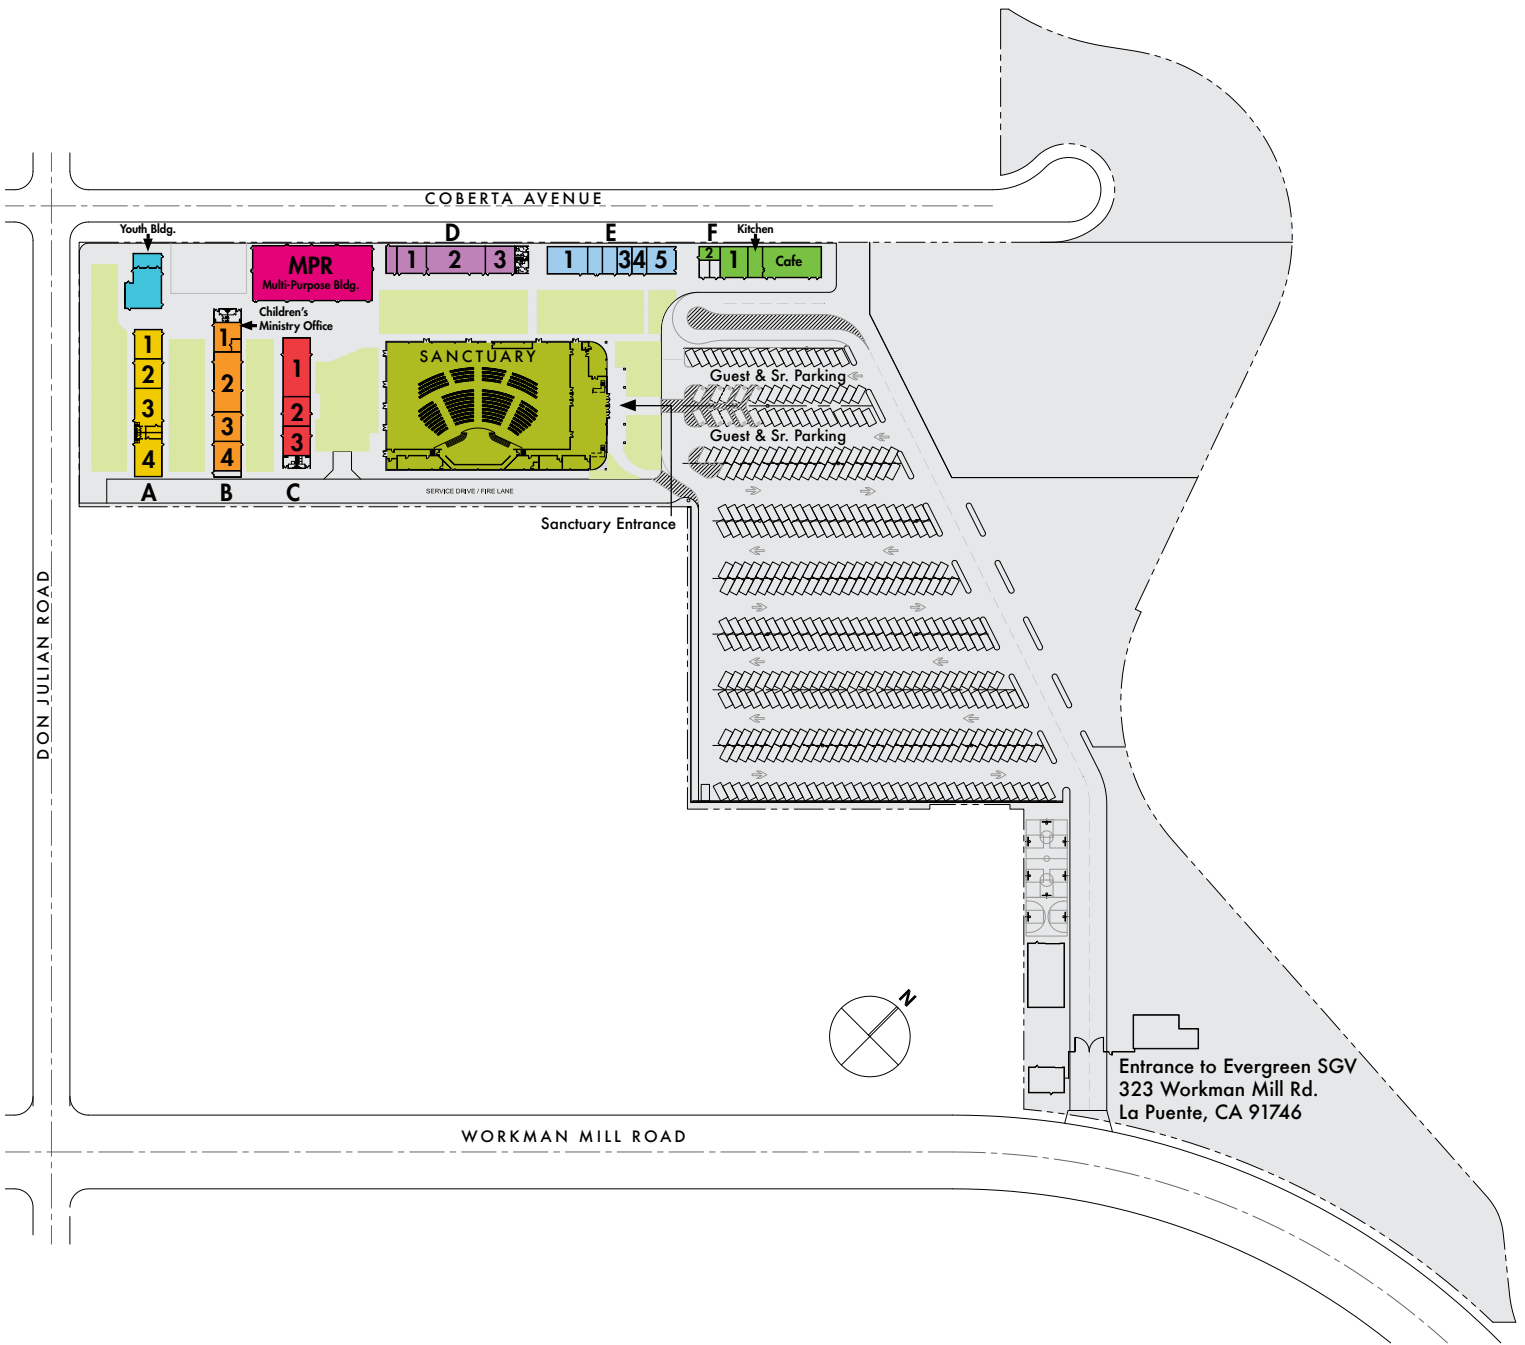 COBERTA AVENUE
Youth Bldg.
D
E
F
Kitchen
MPR
Multi-Purpose Bldg.
1 2 3
1 3 4 5
2 1 Cafe
Children's
Ministry Office
1
2
3
4
A
1
2
3
4
B
1
2
3
C
SANCTUARY
Guest & Sr. Parking
Guest & Sr. Parking
SERVICE DRIVE / FIRE LANE
Sanctuary Entrance
DON JULIAN ROAD
N
Entrance to Evergreen SGV
323 Workman Mill Rd.
La Puente, CA 91746
WORKMAN MILL ROAD